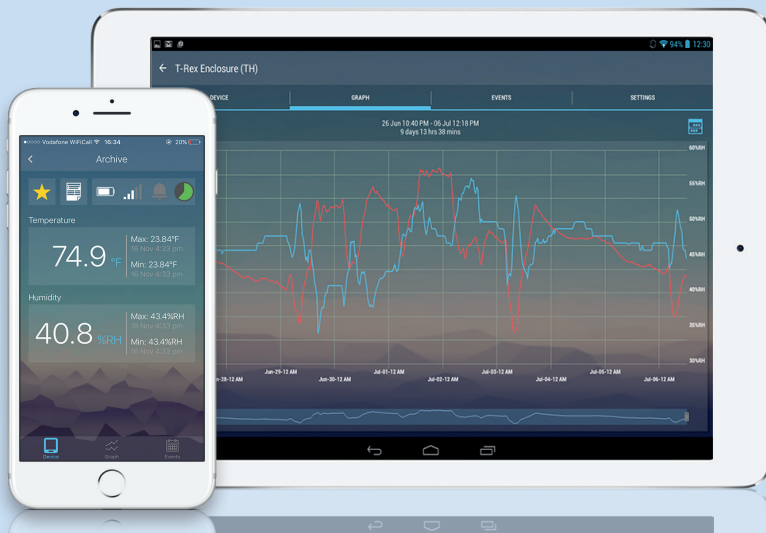 94% 12:30
T-Rex Enclosure (TH)
DEVICE GRAPH EVENTS SETTINGS
26 Jun 10:40 PM - 06 Jul 12:18 PM
9 days 13 hrs 38 mins
60%RH
55%RH
50%RH
45%RH
40%RH
35%RH
30%RH
Jun-29-12 AM Jul-01-12 AM Jul-03-12 AM Jul-05-12 AM
n-28-12 AM Jun-30-12 AM Jul-02-12 AM Jul-04-12 AM Jul-06-12 AM
Vodafone WiFiCall 16:34 20%
Archive
Temperature
74.9 °F
Max: 23.84°F
16 Nov 4:33 pm
Min: 23.84°F
16 Nov 4:33 pm
Humidity
40.8 %RH
Max: 43.4%RH
16 Nov 4:33 pm
Min: 43.4%RH
16 Nov 4:33 pm
Device Graph Events